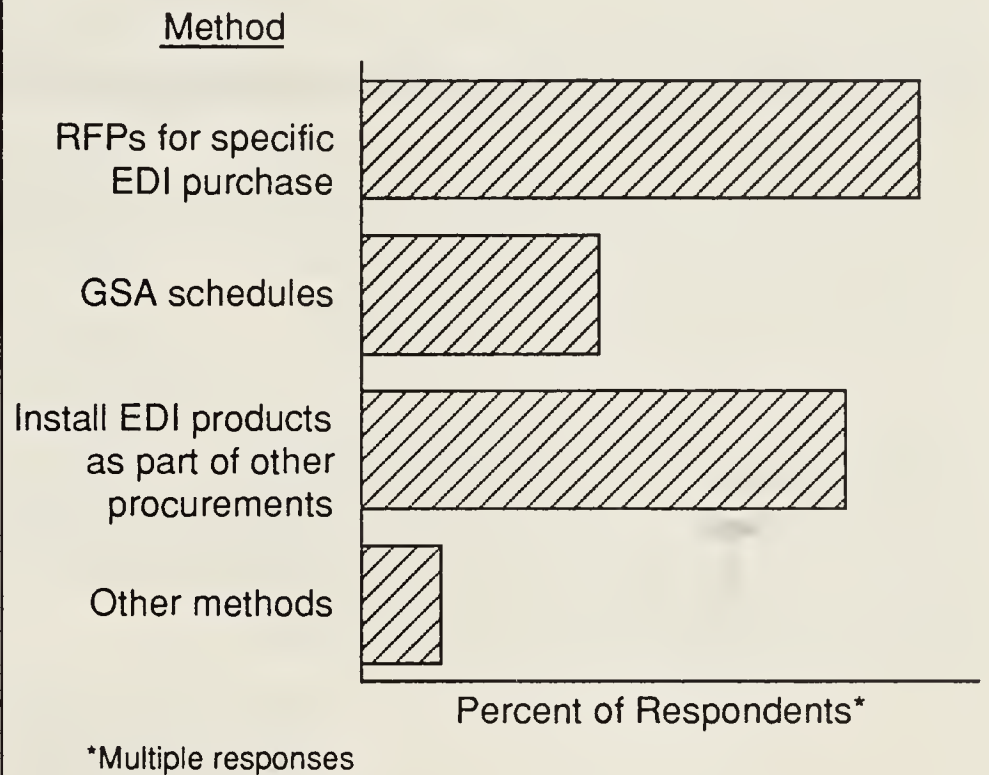 Method
RFPs for specific
EDI purchase
GSA schedules
Install EDI products
as part of other
procurements
Other methods
Percent of Respondents*
*Multiple responses